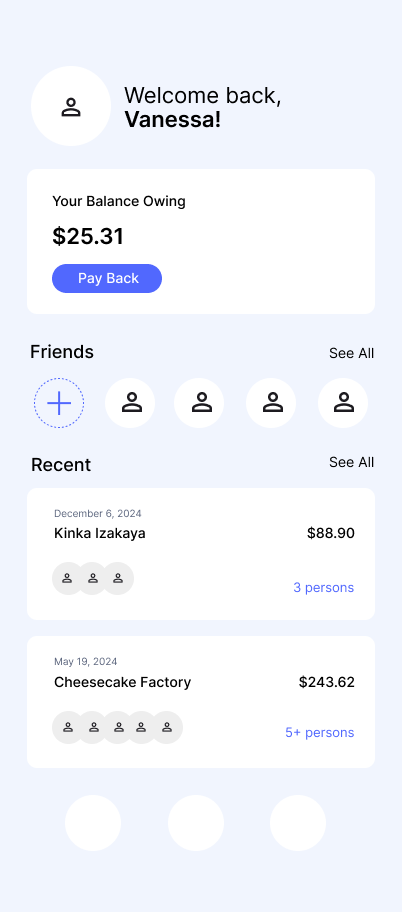 Welcome back,
Vanessa!
Your Balance Owing
$25.31
Pay Back
Friends
See All
Recent
See All
December 6, 2024
Kinka Izakaya
$88.90
3 persons
May 19, 2024
Cheesecake Factory
$243.62
5+ persons